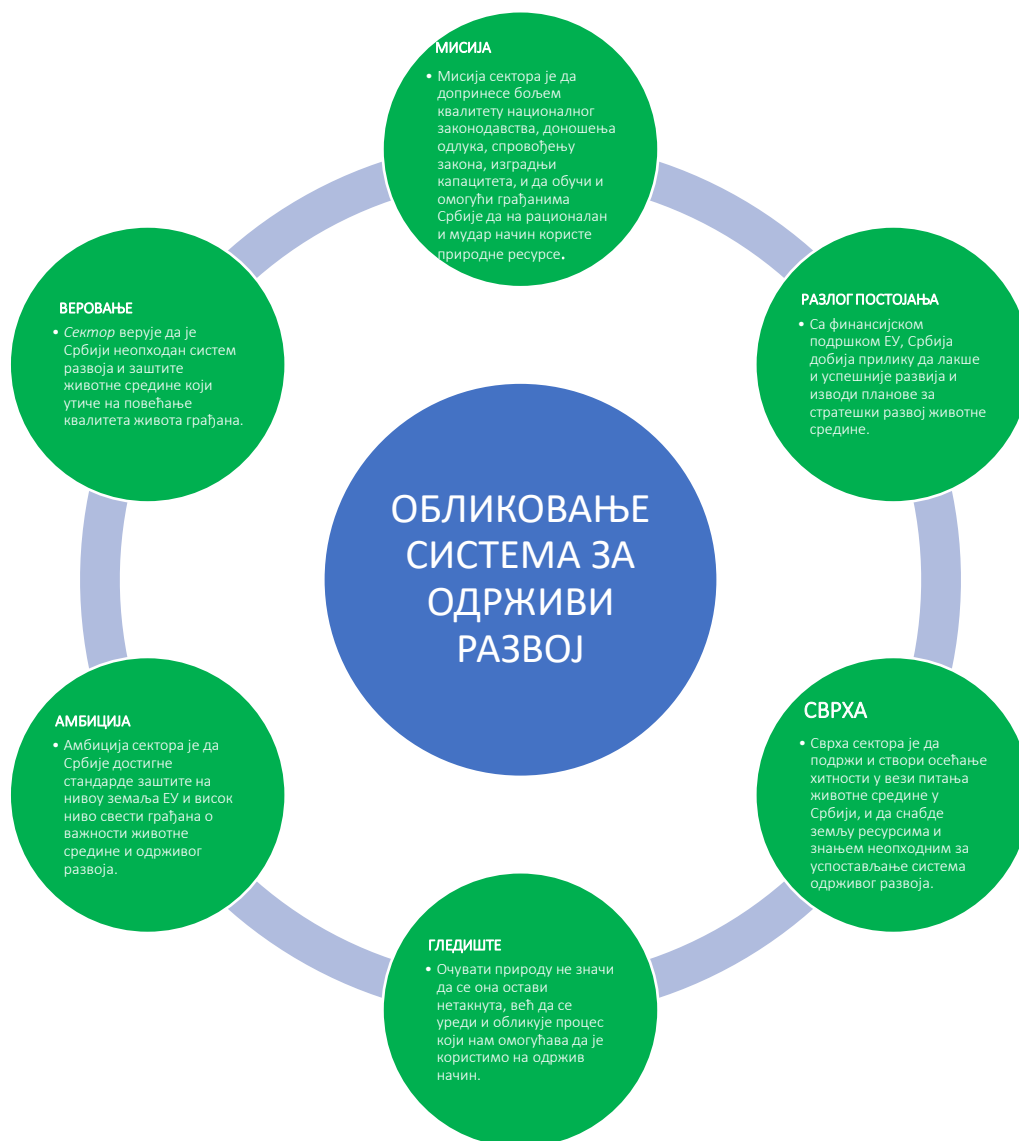 МИСИЈА
• Мисија сектора је да
допринесе бољем
квалитету националног
законодавства, доношења
одлука, спровођењу
закона, изградњи
капацитета, и да обучи и
омогући грађанима
Србије да на рационалан
и мудар начин користе
природне ресурсе.
РАЗЛОГ ПОСТОЈАЊА
• Са финансијском
подршком ЕУ, Србија
добија прилику да лакше
и успешније развија и
изводи планове за
стратешки развој животне
средине.
СВРХА
• Сврха сектора је да
подржи и створи осећање
хитности у вези питања
животне средине у
Србији, и да снабде
земљу ресурсима и
знањем неопходним за
успостављање система
одрживог развоја.
ГЛЕДИШТЕ
• Очувати природу не значи
да се она остави
нетакнута, већ да се
уреди и обликује процес
који нам омогућава да је
користимо на одржив
начин.
АМБИЦИЈА
• Амбиција сектора је да
Србије достигне
стандарде заштите на
нивоу земаља ЕУ и висок
ниво свести грађана о
важности животне
средине и одрживог
развоја.
ВЕРОВАЊЕ
• Сектор верује да је
Србији неопходан систем
развоја и заштите
животне средине који
утиче на повећање
квалитета живота грађана.
ОБЛИКОВАЊЕ
СИСТЕМА ЗА
ОДРЖИВИ
РАЗВОЈ